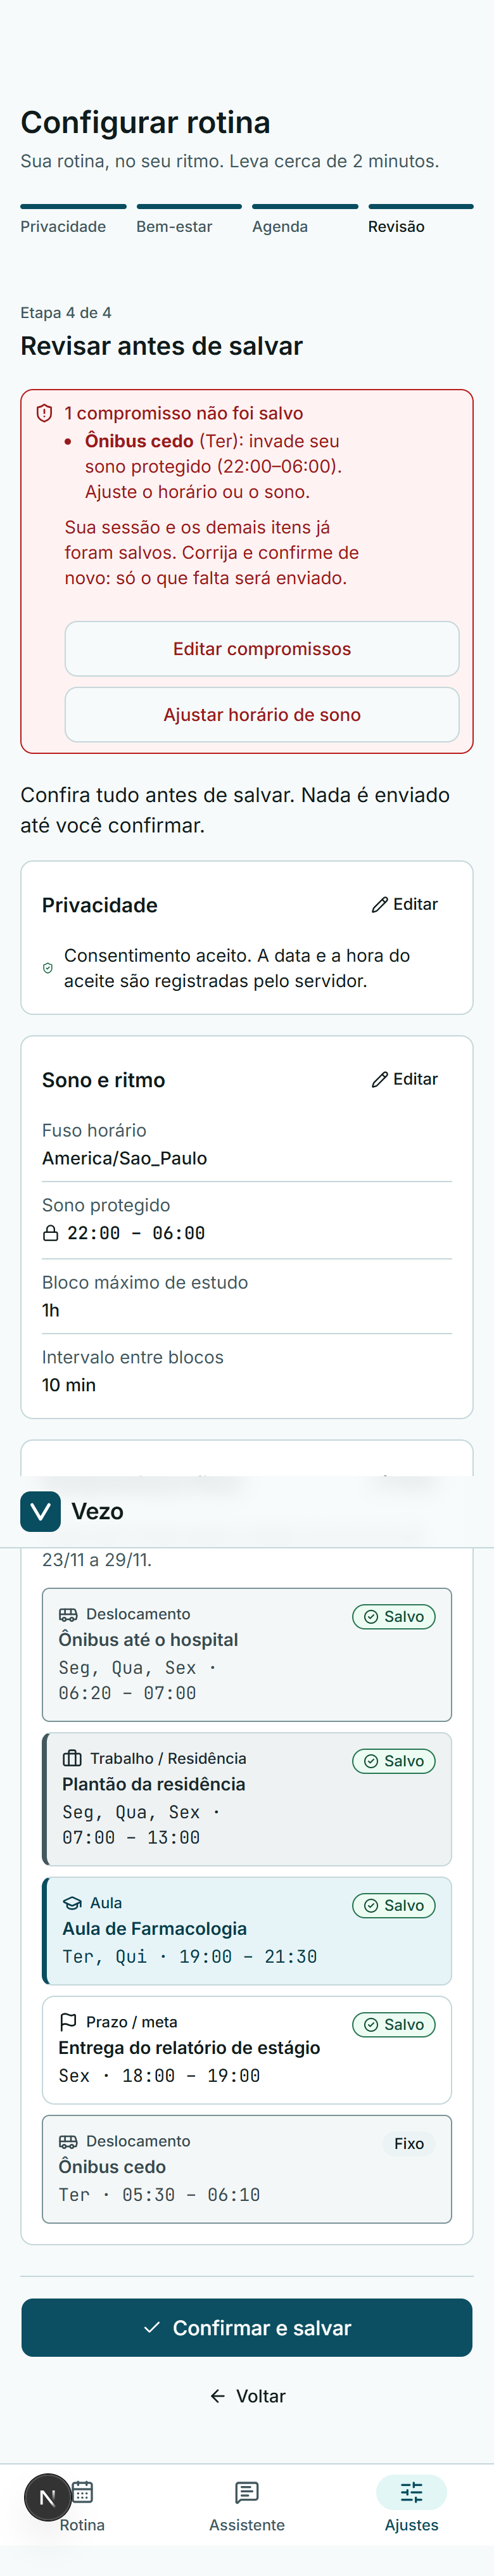 Configurar rotina
Sua rotina, no seu ritmo. Leva cerca de 2 minutos.
Privacidade
Bem-estar
Agenda
Revisão
Etapa 4 de 4
Revisar antes de salvar
1 compromisso não foi salvo
• Ônibus cedo (Ter): invade seu
sono protegido (22:00–06:00).
Ajuste o horário ou o sono.
Sua sessão e os demais itens já
foram salvos. Corrija e confirme de
novo: só o que falta será enviado.
Editar compromissos
Ajustar horário de sono
Confira tudo antes de salvar. Nada é enviado
até você confirmar.
Privacidade
Editar
Consentimento aceito. A data e a hora do
aceite são registradas pelo servidor.
Sono e ritmo
Editar
Fuso horário
America/Sao_Paulo
Sono protegido
22:00 – 06:00
Bloco máximo de estudo
1h
Intervalo entre blocos
10 min
Vezo
23/11 a 29/11.
Deslocamento
Salvo
Ônibus até o hospital
Seg, Qua, Sex ·
06:20 – 07:00
Trabalho / Residência
Salvo
Plantão da residência
Seg, Qua, Sex ·
07:00 – 13:00
Aula
Salvo
Aula de Farmacologia
Ter, Qui · 19:00 – 21:30
Prazo / meta
Salvo
Entrega do relatório de estágio
Sex · 18:00 – 19:00
Deslocamento
Fixo
Ônibus cedo
Ter · 05:30 – 06:10
Confirmar e salvar
Voltar
N
Rotina
Assistente
Ajustes